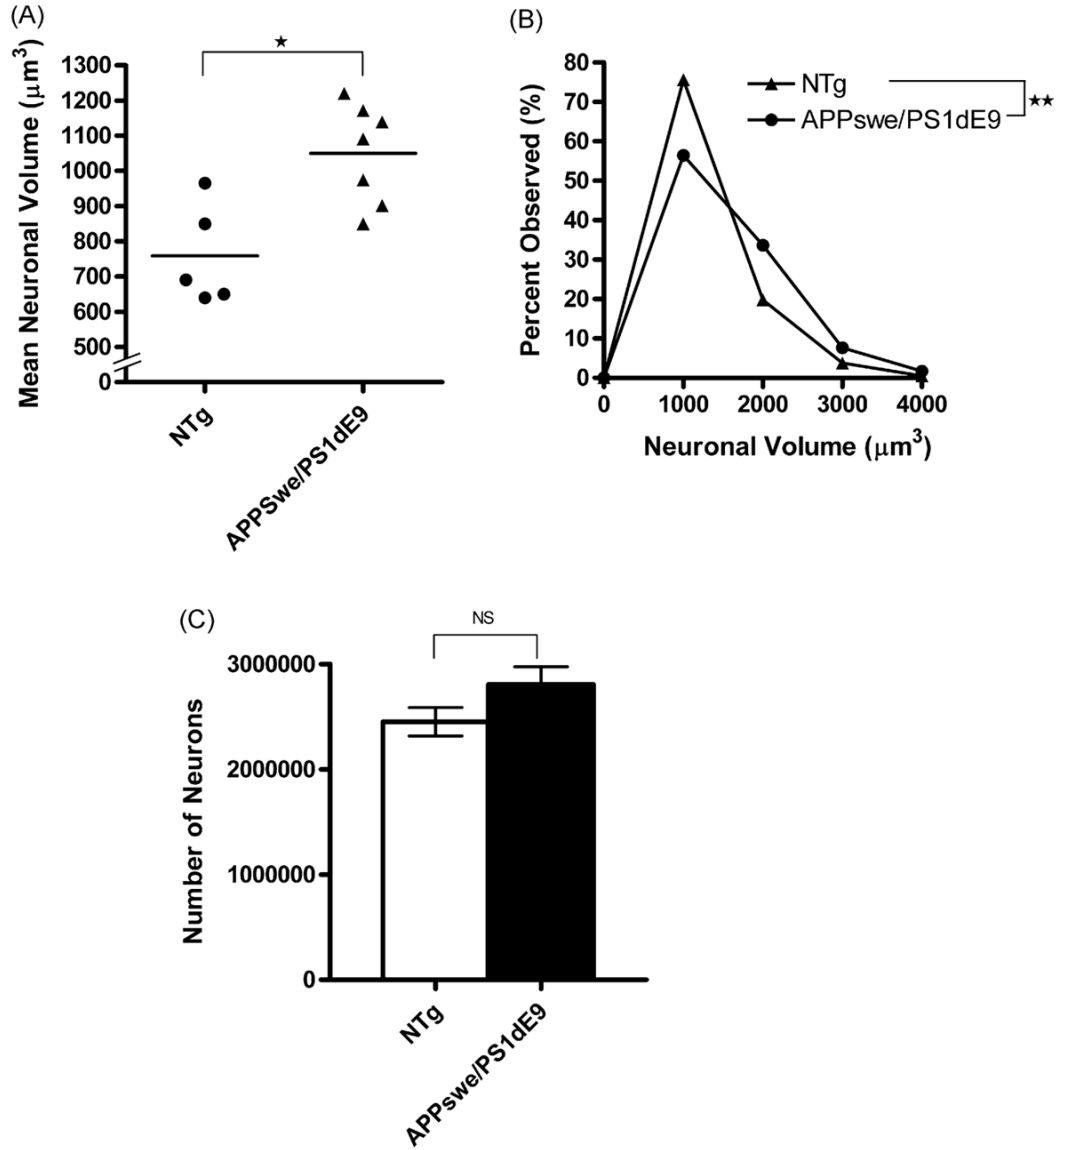 (A)
★
Mean Neuronal Volume (μm³)
1300
1200
1100
1000
900
800
700
600
500
0
NTg
APPSwe/PS1dE9
(B)
Percent Observed (%)
80
70
60
50
40
30
20
10
0
NTg
APPswe/PS1dE9
★★
0 1000 2000 3000 4000
Neuronal Volume (μm³)
(C)
NS
Number of Neurons
3000000
2000000
1000000
0
NTg
APPswe/PS1dE9